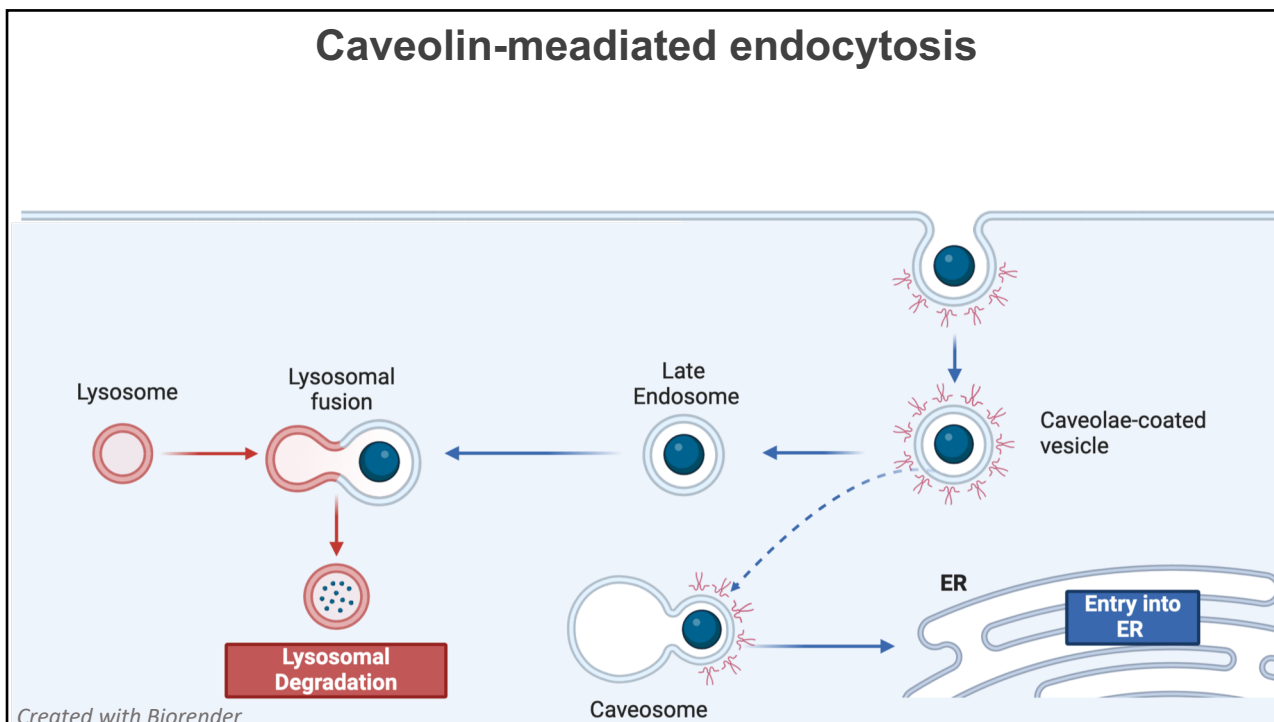 Caveolin-meadiated endocytosis
Lysosome
Lysosomal
fusion
Late
Endosome
Caveolae-coated
vesicle
ER
Entry into
ER
Lysosomal
Degradation
Caveosome
Created with Biorender